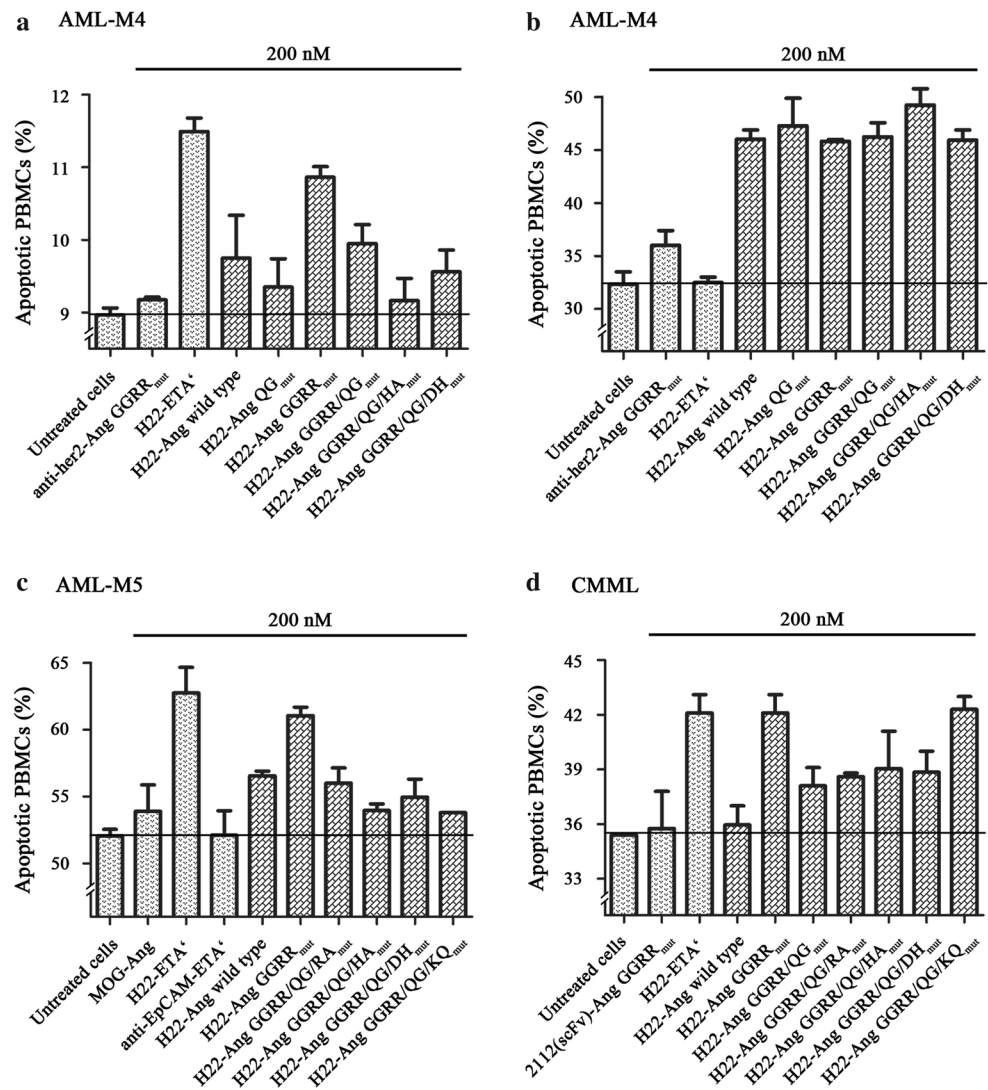 a AML-M4
200 nM
Apoptotic PBMCs (%)
12
11
10
9
Untreated cells
anti-her2-Ang GGRRmut
H22-ETA‘
H22-Ang wild type
H22-Ang QGmut
H22-Ang GGRRmut
H22-Ang GGRR/QGmut
H22-Ang GGRR/QG/HAmut
H22-Ang GGRR/QG/DHmut
b AML-M4
200 nM
Apoptotic PBMCs (%)
50
45
40
35
30
Untreated cells
anti-her2-Ang GGRRmut
H22-ETA‘
H22-Ang wild type
H22-Ang QGmut
H22-Ang GGRRmut
H22-Ang GGRR/QGmut
H22-Ang GGRR/QG/HAmut
H22-Ang GGRR/QG/DHmut
c AML-M5
200 nM
Apoptotic PBMCs (%)
65
60
55
50
Untreated cells
MOG-Ang
H22-ETA‘
anti-EpCAM-ETA‘
H22-Ang wild type
H22-Ang GGRRmut
H22-Ang GGRR/QG/RAmut
H22-Ang GGRR/QG/HAmut
H22-Ang GGRR/QG/DHmut
H22-Ang GGRR/QG/KQmut
d CMML
200 nM
Apoptotic PBMCs (%)
45
42
39
36
33
Untreated cells
2112(scFv)-Ang GGRRmut
H22-ETA‘
H22-Ang wild type
H22-Ang GGRRmut
H22-Ang GGRR/QGmut
H22-Ang GGRR/QG/RAmut
H22-Ang GGRR/QG/HAmut
H22-Ang GGRR/QG/DHmut
H22-Ang GGRR/QG/KQmut